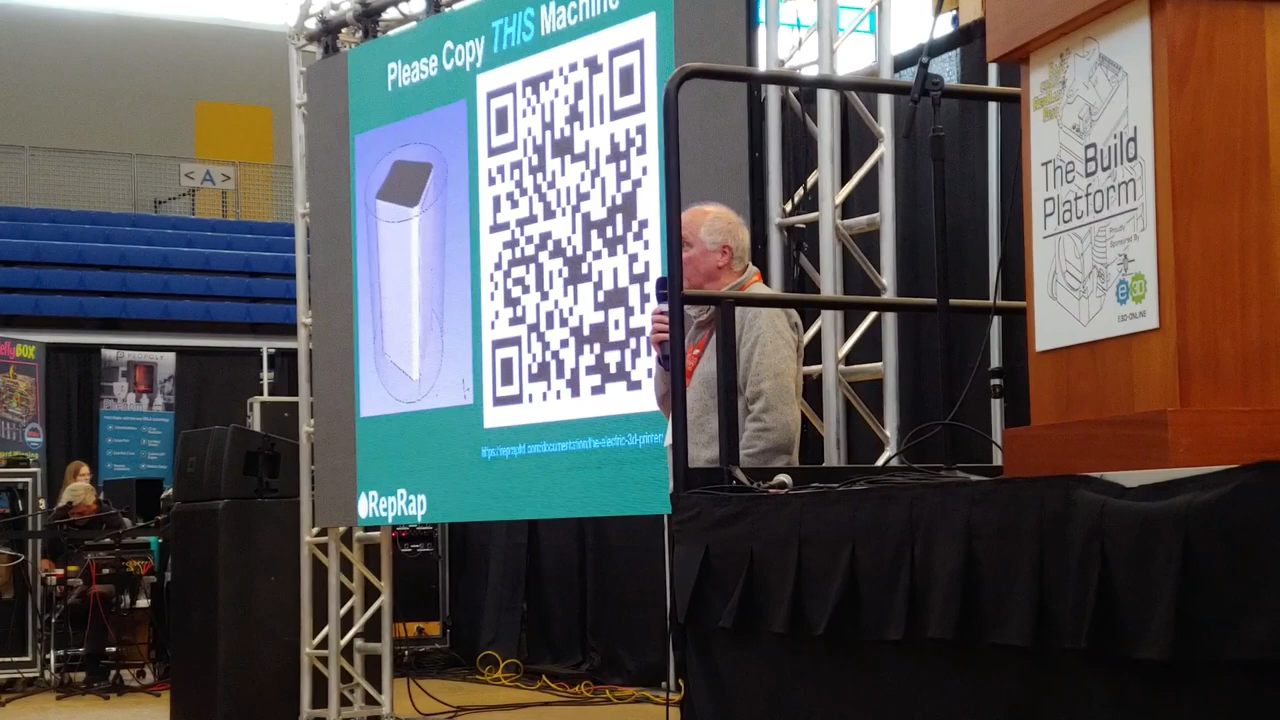 Please Copy THIS Machine
< A >
https://reprapltd.com/documentation/the-electric-3d-printer
RepRap
The Build
Platform
Proudly
Sponsored By
e3D
E3D-ONLINE